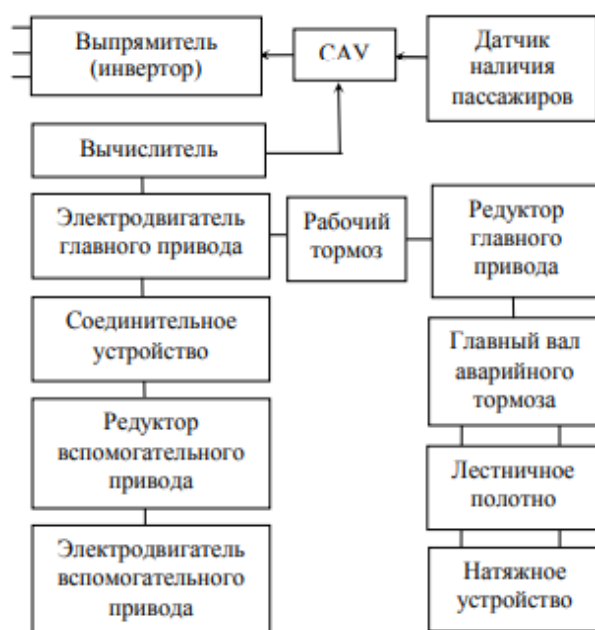 Выпрямитель
(инвертор)
САУ
Датчик
наличия
пассажиров
Вычислитель
Электродвигатель
главного привода
Рабочий
тормоз
Редуктор
главного
привода
Соединительное
устройство
Главный вал
аварийного
тормоза
Редуктор
вспомогательного
привода
Лестничное
полотно
Электродвигатель
вспомогательного
привода
Натяжное
устройство